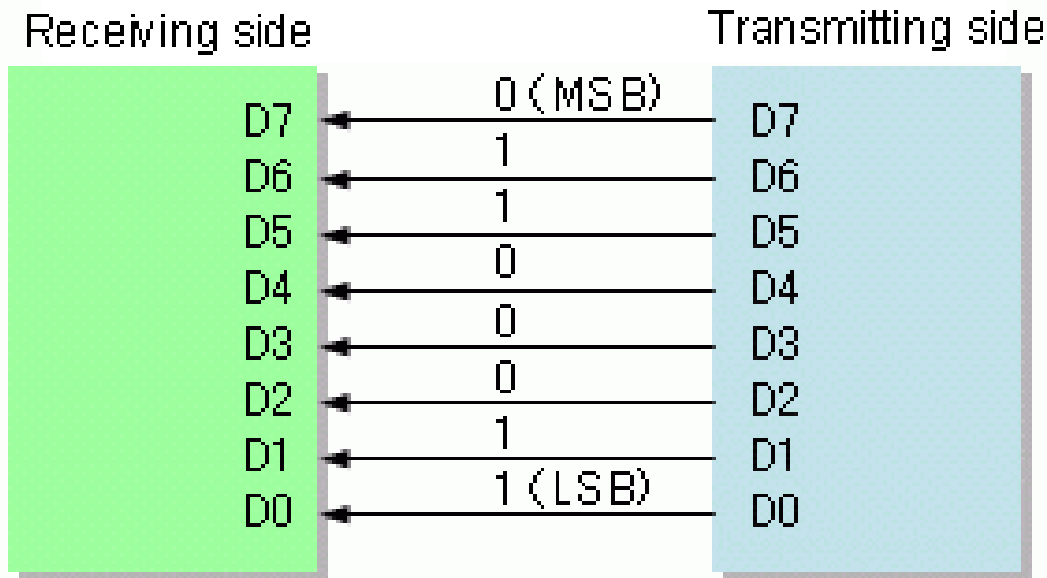 Receiving side
Transmitting side
0 (MSB)
D7
D7
1
D6
D6
1
D5
D5
0
D4
D4
0
D3
D3
0
D2
D2
1
D1
D1
1 (LSB)
D0
D0